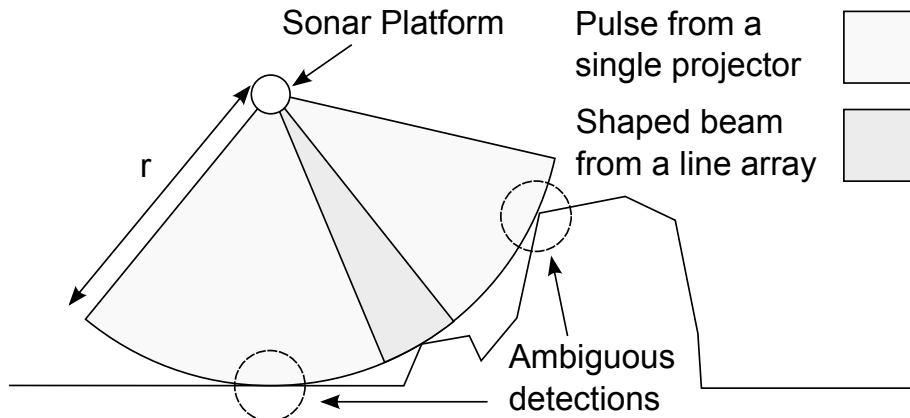 Sonar Platform
Pulse from a
single projector
Shaped beam
from a line array
r
Ambiguous
detections